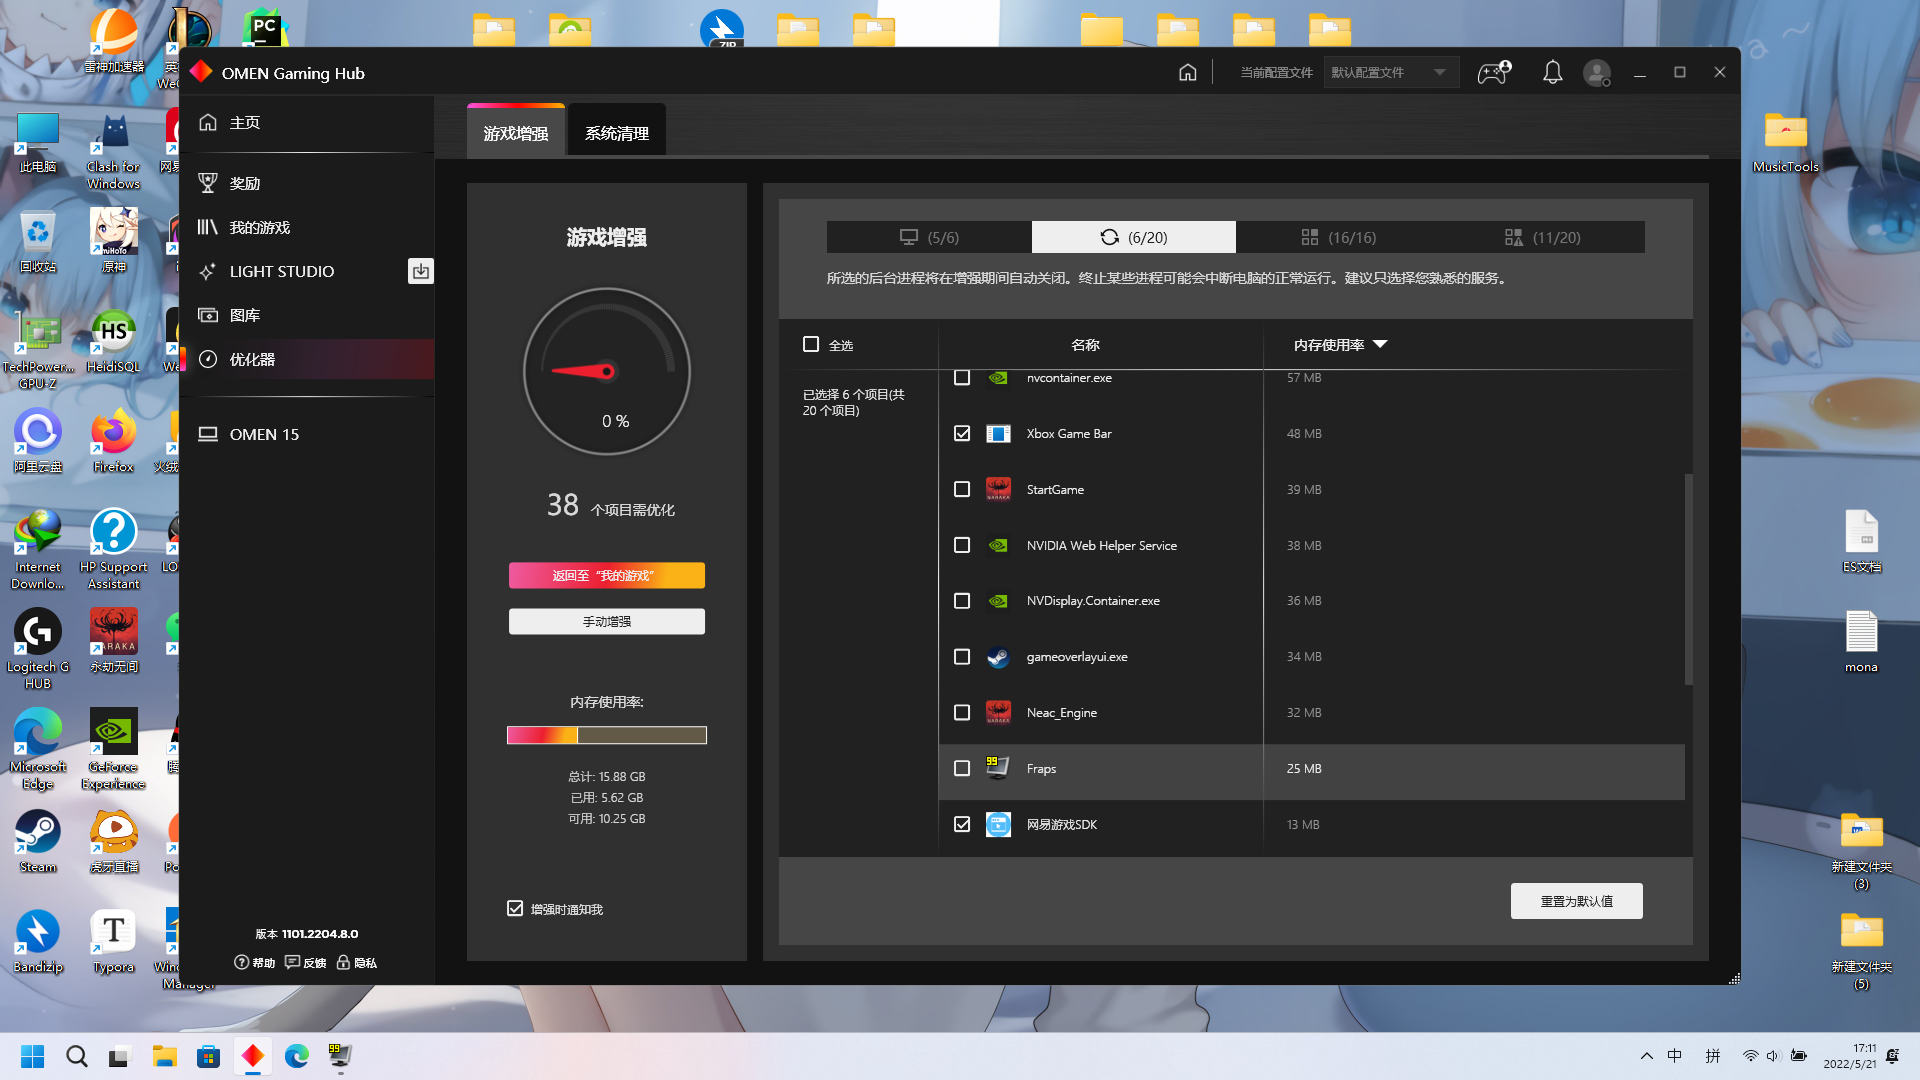 OMEN Gaming Hub
当前配置文件
默认配置文件
主页
奖励
我的游戏
LIGHT STUDIO
图库
优化器
OMEN 15
版本 1101.2204.8.0
帮助
反馈
隐私
游戏增强
系统清理
游戏增强
0 %
38 个项目需优化
返回至“我的游戏”
手动增强
内存使用率:
总计: 15.88 GB
已用: 5.62 GB
可用: 10.25 GB
增强时通知我
(5/6)
(6/20)
(16/16)
(11/20)
所选的后台进程将在增强期间自动关闭。终止某些进程可能会中断电脑的正常运行。建议只选择您熟悉的服务。
全选
名称
内存使用率
已选择 6 个项目(共
20 个项目)
nvcontainer.exe
57 MB
Xbox Game Bar
48 MB
StartGame
39 MB
NVIDIA Web Helper Service
38 MB
NVDisplay.Container.exe
36 MB
gameoverlayui.exe
34 MB
Neac_Engine
32 MB
Fraps
25 MB
网易游戏SDK
13 MB
重置为默认值
雷神加速器
PC
ZIP
此电脑
Clash for
Windows
回收站
miHoYo
原神
TechPower...
GPU-Z
HS
HeidiSQL
阿里云盘
Firefox
Internet
Downlo...
HP Support
Assistant
Logitech G
HUB
NARAKA
永劫无间
Microsoft
Edge
GeForce
Experience
Steam
虎牙直播
Bandizip
T
Typora
Manager
MusicTools
ES文档
mona
新建文件夹
(3)
新建文件夹
(5)
99
中
拼
17:11
2022/5/21